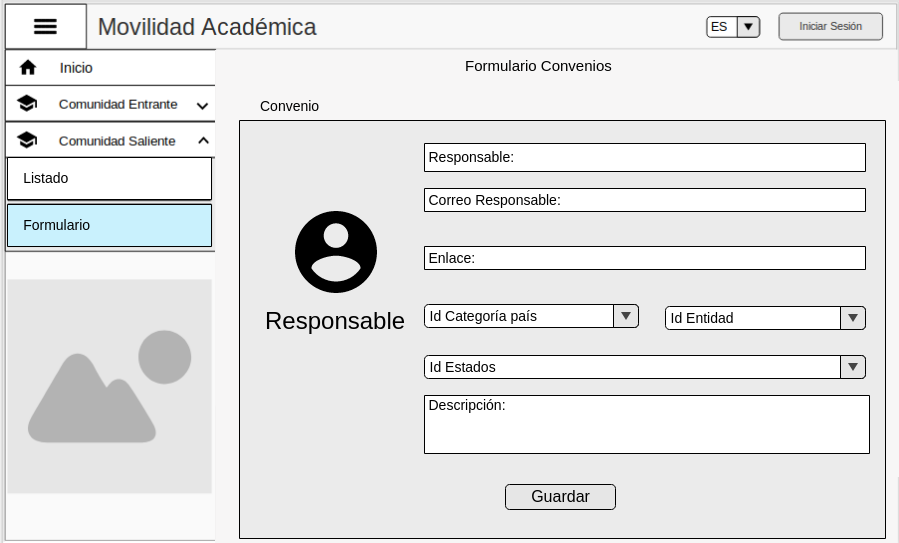 Movilidad Académica
ES
Iniciar Sesión
Inicio
Comunidad Entrante
Comunidad Saliente
Listado
Formulario
Formulario Convenios
Convenio
Responsable
Responsable:
Correo Responsable:
Enlace:
Id Categoría país
Id Entidad
Id Estados
Descripción:
Guardar